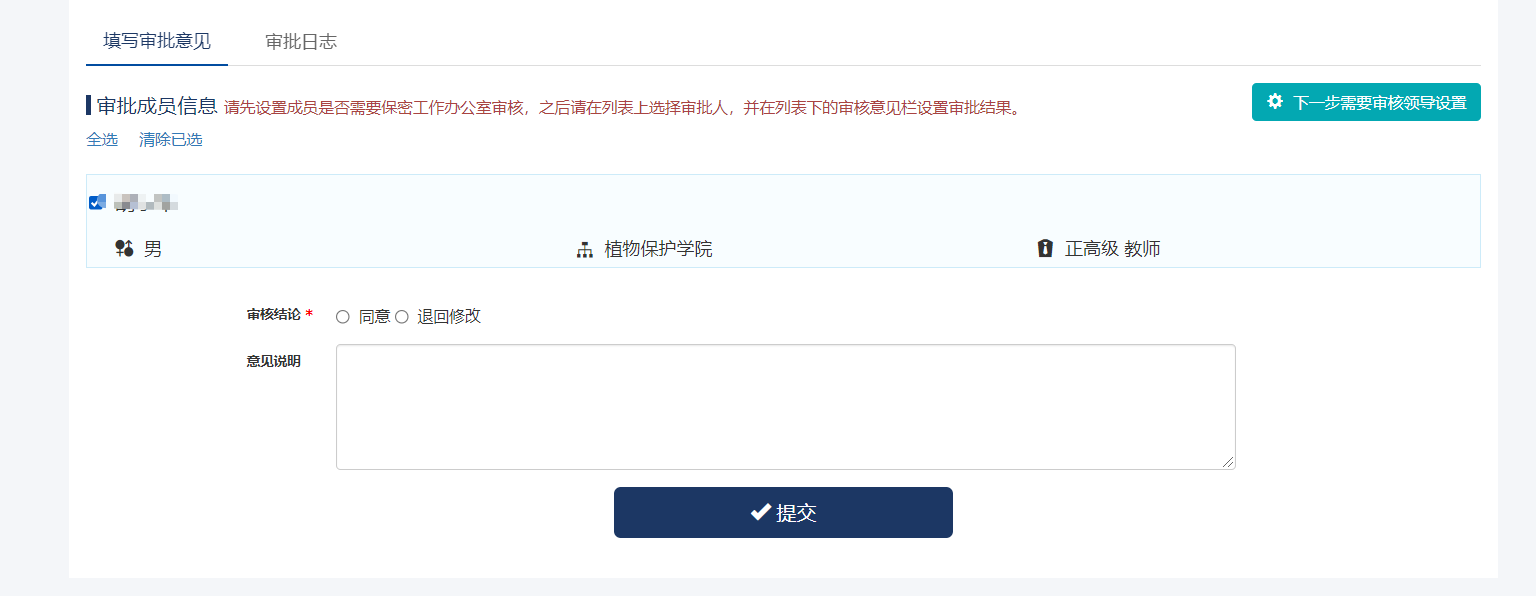 填写审批意见 审批日志
审批成员信息 请先设置成员是否需要保密工作办公室审核，之后请在列表上选择审批人，并在列表下的审核意见栏设置审批结果。 下一步需要审核领导设置
全选 清除已选
男 植物保护学院 正高级 教师
审核结论 * 同意 退回修改
意见说明
提交